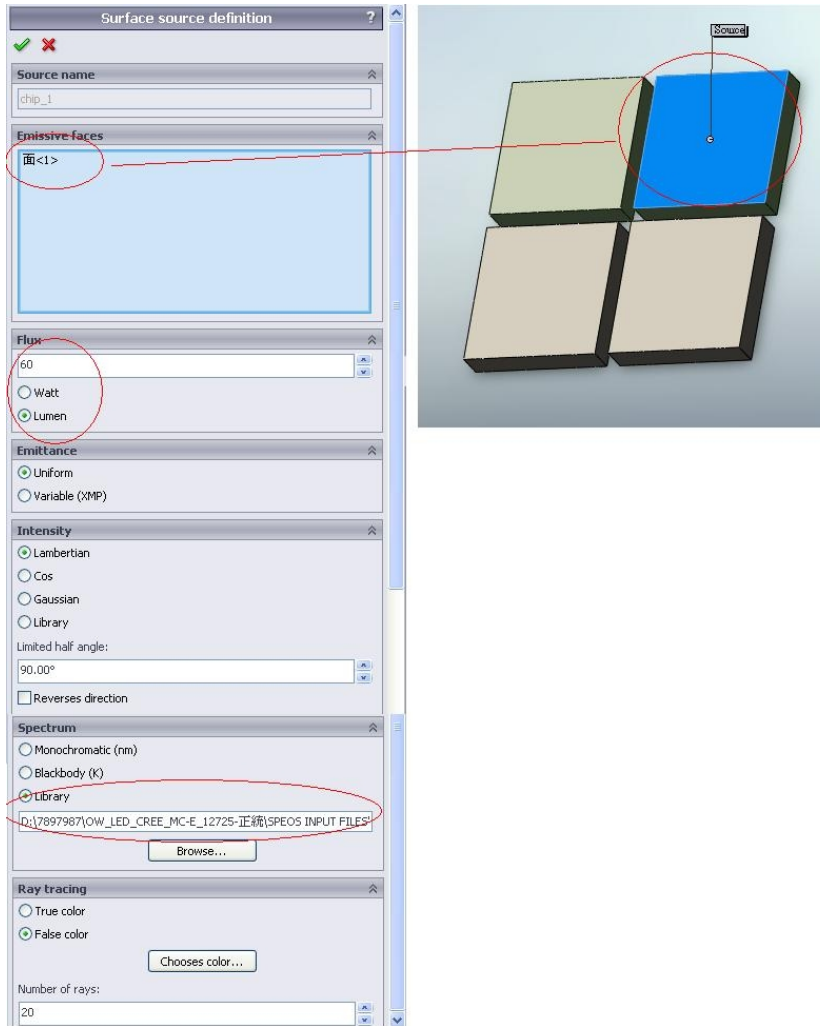 Surface source definition ?
Source name
chip_1
Emissive faces
面<1>
Flux
60
Watt
Lumen
Emittance
Uniform
Variable (XMP)
Intensity
Lambertian
Cos
Gaussian
Library
Limited half angle:
90.00°
Reverses direction
Spectrum
Monochromatic (nm)
Blackbody (K)
Library
D:\7897987\OW_LED_CREE_MC-E_12725-正統\SPEOS INPUT FILES'
Browse...
Ray tracing
True color
False color
Chooses color...
Number of rays:
20
Source